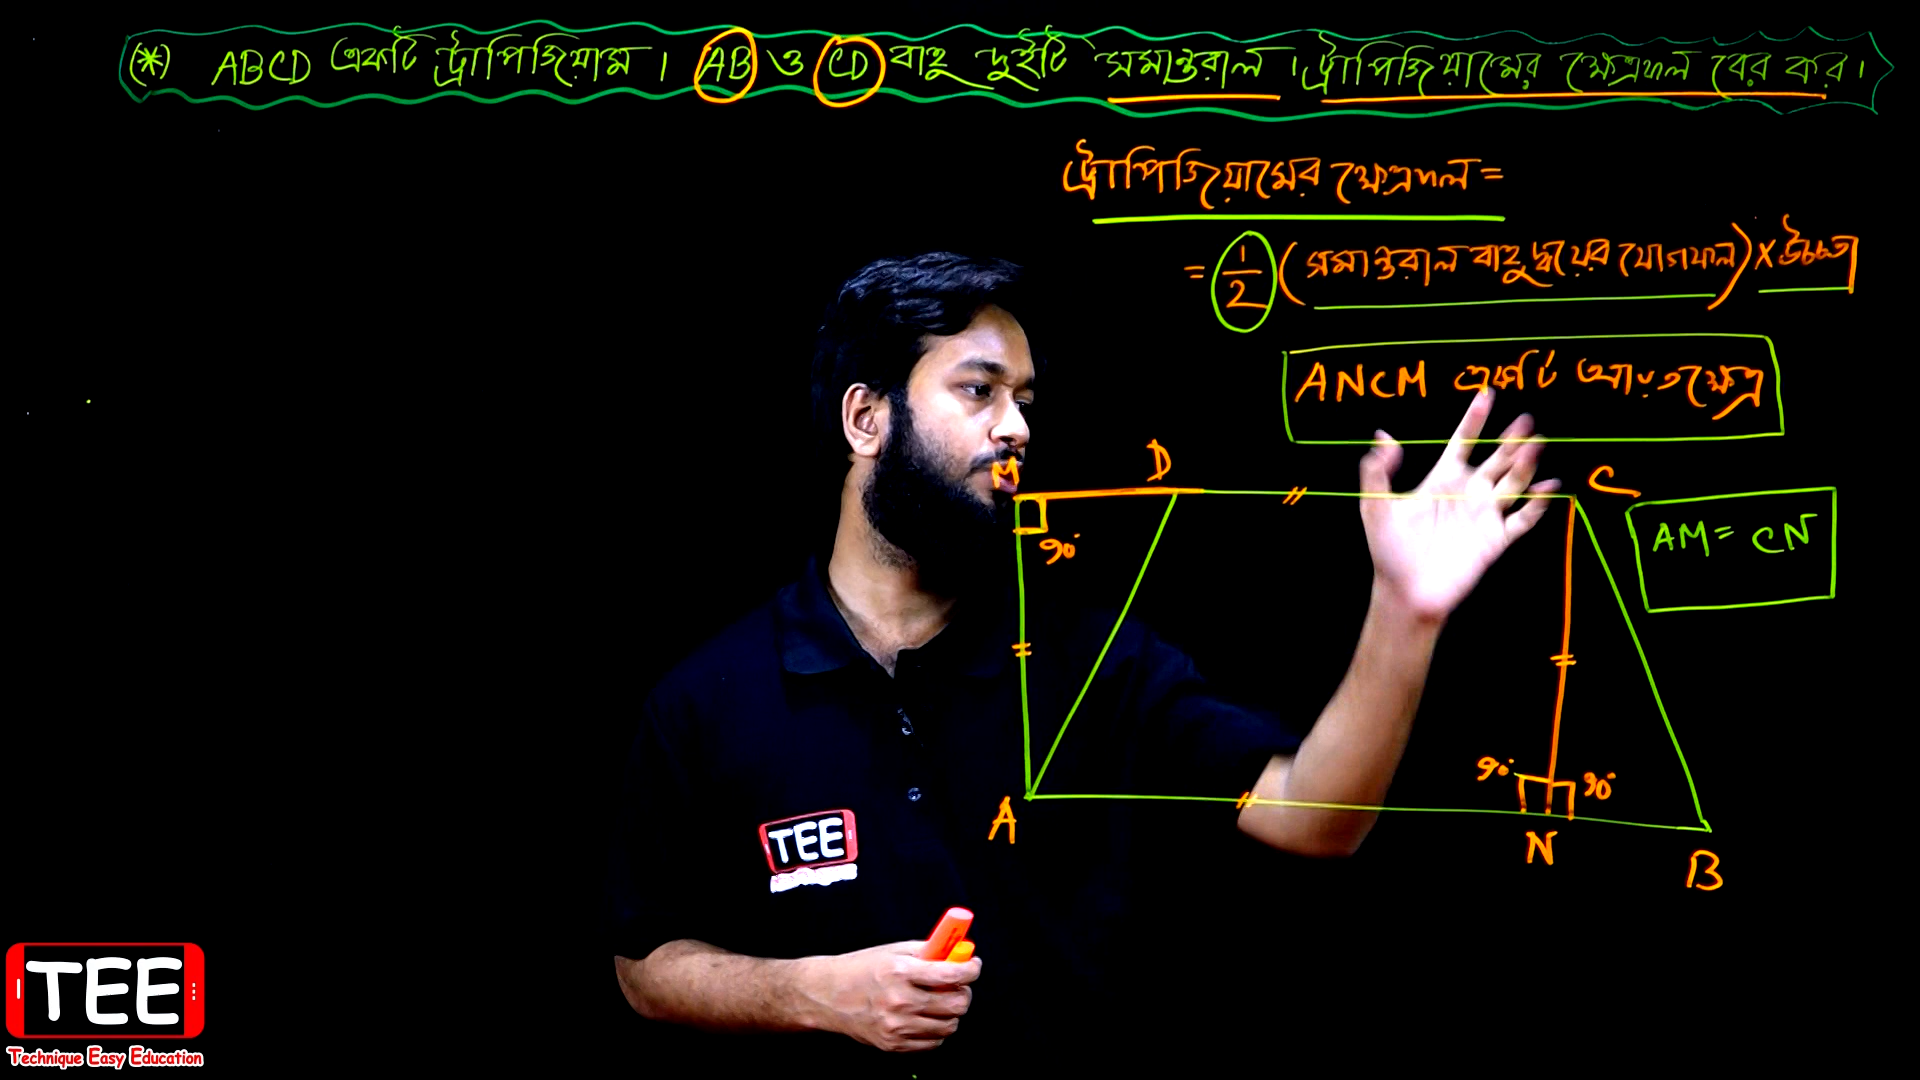 (*) ABCD একটি ট্রাপিজিয়াম। AB ও CD বাহু দুইটি সমান্তরাল। ট্রাপিজিয়ামের ক্ষেত্রফল বের কর।
ট্রাপিজিয়ামের ক্ষেত্রফল =
= 1/2 (সমান্তরাল বাহুদ্বয়ের যোগফল) × উচ্চতা
ANCM একটি আয়তক্ষেত্র
M D C
AM = CN
90°
90° 90°
A N B
TEE
TEE
Technique Easy Education